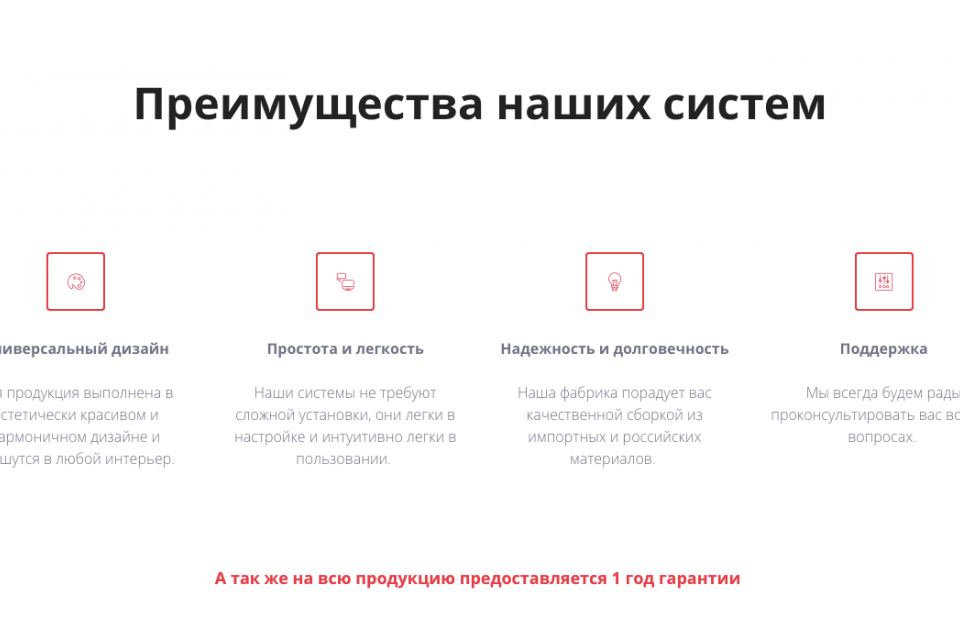 Преимущества наших систем
иверсальный дизайн
продукция выполнена в
стетически красивом и
армоничном дизайне и
шутся в любой интерьер.
Простота и легкость
Наши системы не требуют
сложной установки, они легки в
настройке и интуитивно легки в
пользовании.
Надежность и долговечность
Наша фабрика порадует вас
качественной сборкой из
импортных и российских
материалов.
Поддержка
Мы всегда будем рады
проконсультировать вас во
вопросах.
А так же на всю продукцию предоставляется 1 год гарантии